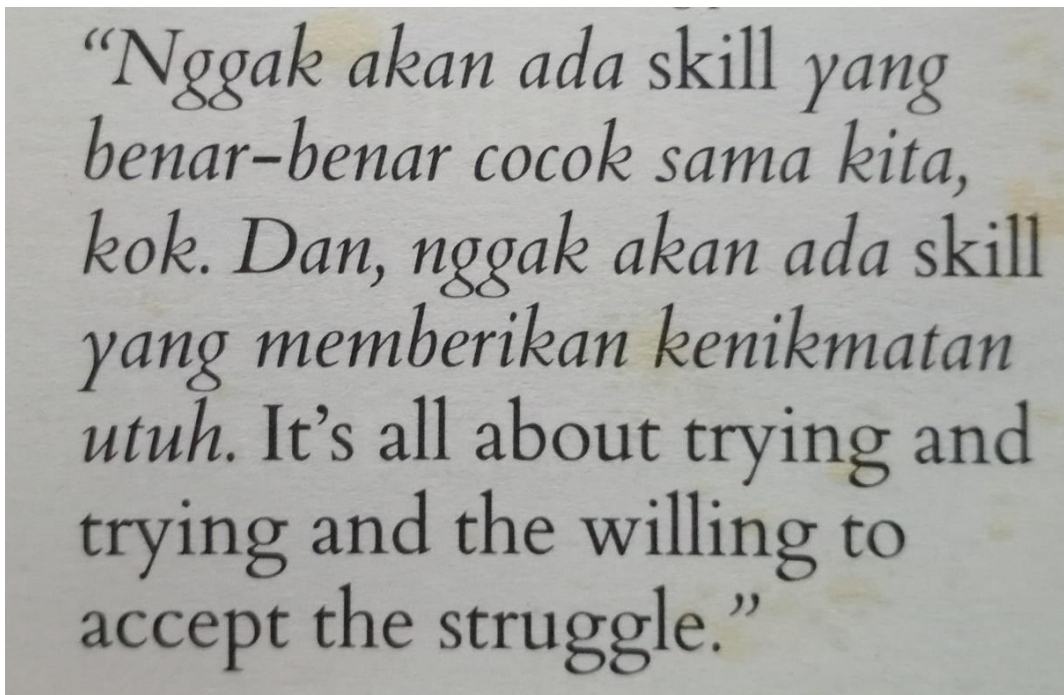 “Nggak akan ada skill yang
benar-benar cocok sama kita,
kok. Dan, nggak akan ada skill
yang memberikan kenikmatan
utuh. It’s all about trying and
trying and the willing to
accept the struggle.”